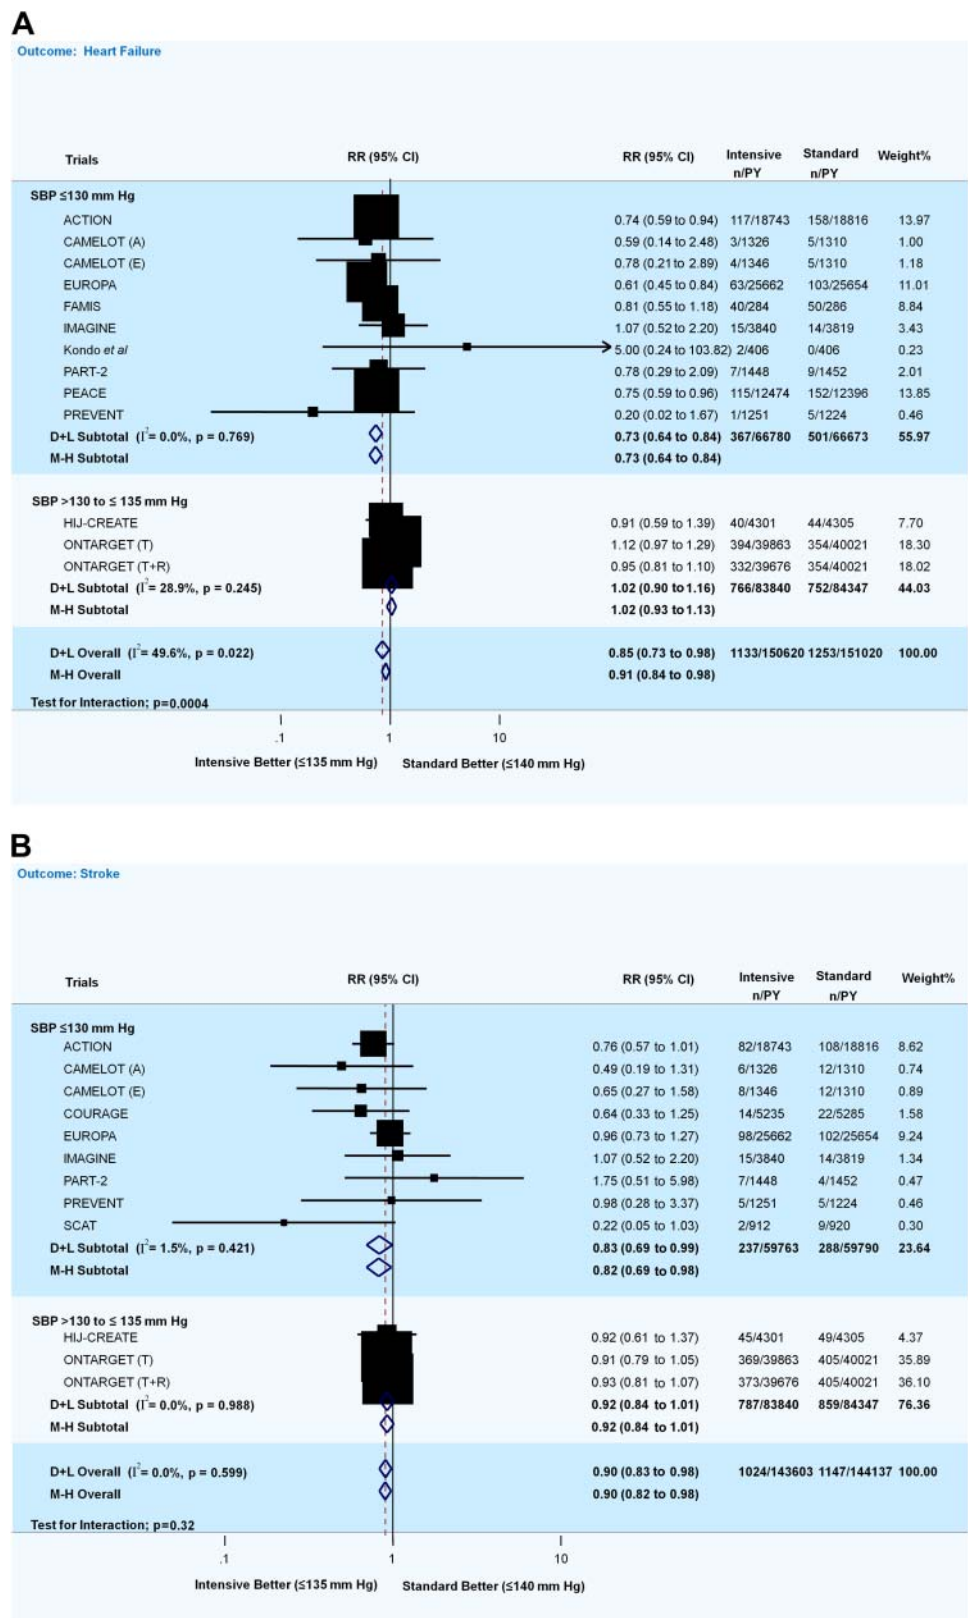 A
Outcome: Heart Failure
Trials RR (95% CI) RR (95% CI) Intensive n/PY Standard n/PY Weight%
SBP ≤130 mm Hg
ACTION 0.74 (0.59 to 0.94) 117/18743 158/18816 13.97
CAMELOT (A) 0.59 (0.14 to 2.48) 3/1326 5/1310 1.00
CAMELOT (E) 0.78 (0.21 to 2.89) 4/1346 5/1310 1.18
EUROPA 0.61 (0.45 to 0.84) 63/25662 103/25654 11.01
FAMIS 0.81 (0.55 to 1.18) 40/284 50/286 8.84
IMAGINE 1.07 (0.52 to 2.20) 15/3840 14/3819 3.43
Kondo et al 5.00 (0.24 to 103.82) 2/406 0/406 0.23
PART-2 0.78 (0.29 to 2.09) 7/1448 9/1452 2.01
PEACE 0.75 (0.59 to 0.96) 115/12474 152/12396 13.85
PREVENT 0.20 (0.02 to 1.67) 1/1251 5/1224 0.46
D+L Subtotal (I²= 0.0%, p = 0.769) 0.73 (0.64 to 0.84) 367/66780 501/66673 55.97
M-H Subtotal 0.73 (0.64 to 0.84)
SBP >130 to ≤ 135 mm Hg
HIJ-CREATE 0.91 (0.59 to 1.39) 40/4301 44/4305 7.70
ONTARGET (T) 1.12 (0.97 to 1.29) 394/39863 354/40021 18.30
ONTARGET (T+R) 0.95 (0.81 to 1.10) 332/39676 354/40021 18.02
D+L Subtotal (I²= 28.9%, p = 0.245) 1.02 (0.90 to 1.16) 766/83840 752/84347 44.03
M-H Subtotal 1.02 (0.93 to 1.13)
D+L Overall (I²= 49.6%, p = 0.022) 0.85 (0.73 to 0.98) 1133/150620 1253/151020 100.00
M-H Overall 0.91 (0.84 to 0.98)
Test for Interaction; p=0.0004
.1 1 10
Intensive Better (≤135 mm Hg) Standard Better (≤140 mm Hg)
B
Outcome: Stroke
Trials RR (95% CI) RR (95% CI) Intensive n/PY Standard n/PY Weight%
SBP ≤130 mm Hg
ACTION 0.76 (0.57 to 1.01) 82/18743 108/18816 8.62
CAMELOT (A) 0.49 (0.19 to 1.31) 6/1326 12/1310 0.74
CAMELOT (E) 0.65 (0.27 to 1.58) 8/1346 12/1310 0.89
COURAGE 0.64 (0.33 to 1.25) 14/5235 22/5285 1.58
EUROPA 0.96 (0.73 to 1.27) 98/25662 102/25654 9.24
IMAGINE 1.07 (0.52 to 2.20) 15/3840 14/3819 1.34
PART-2 1.75 (0.51 to 5.98) 7/1448 4/1452 0.47
PREVENT 0.98 (0.28 to 3.37) 5/1251 5/1224 0.46
SCAT 0.22 (0.05 to 1.03) 2/912 9/920 0.30
D+L Subtotal (I²= 1.5%, p = 0.421) 0.83 (0.69 to 0.99) 237/59763 288/59790 23.64
M-H Subtotal 0.82 (0.69 to 0.98)
SBP >130 to ≤ 135 mm Hg
HIJ-CREATE 0.92 (0.61 to 1.37) 45/4301 49/4305 4.37
ONTARGET (T) 0.91 (0.79 to 1.05) 369/39863 405/40021 35.89
ONTARGET (T+R) 0.93 (0.81 to 1.07) 373/39676 405/40021 36.10
D+L Subtotal (I²= 0.0%, p = 0.988) 0.92 (0.84 to 1.01) 787/83840 859/84347 76.36
M-H Subtotal 0.92 (0.84 to 1.01)
D+L Overall (I²= 0.0%, p = 0.599) 0.90 (0.83 to 0.98) 1024/143603 1147/144137 100.00
M-H Overall 0.90 (0.82 to 0.98)
Test for Interaction; p=0.32
.1 1 10
Intensive Better (≤135 mm Hg) Standard Better (≤140 mm Hg)